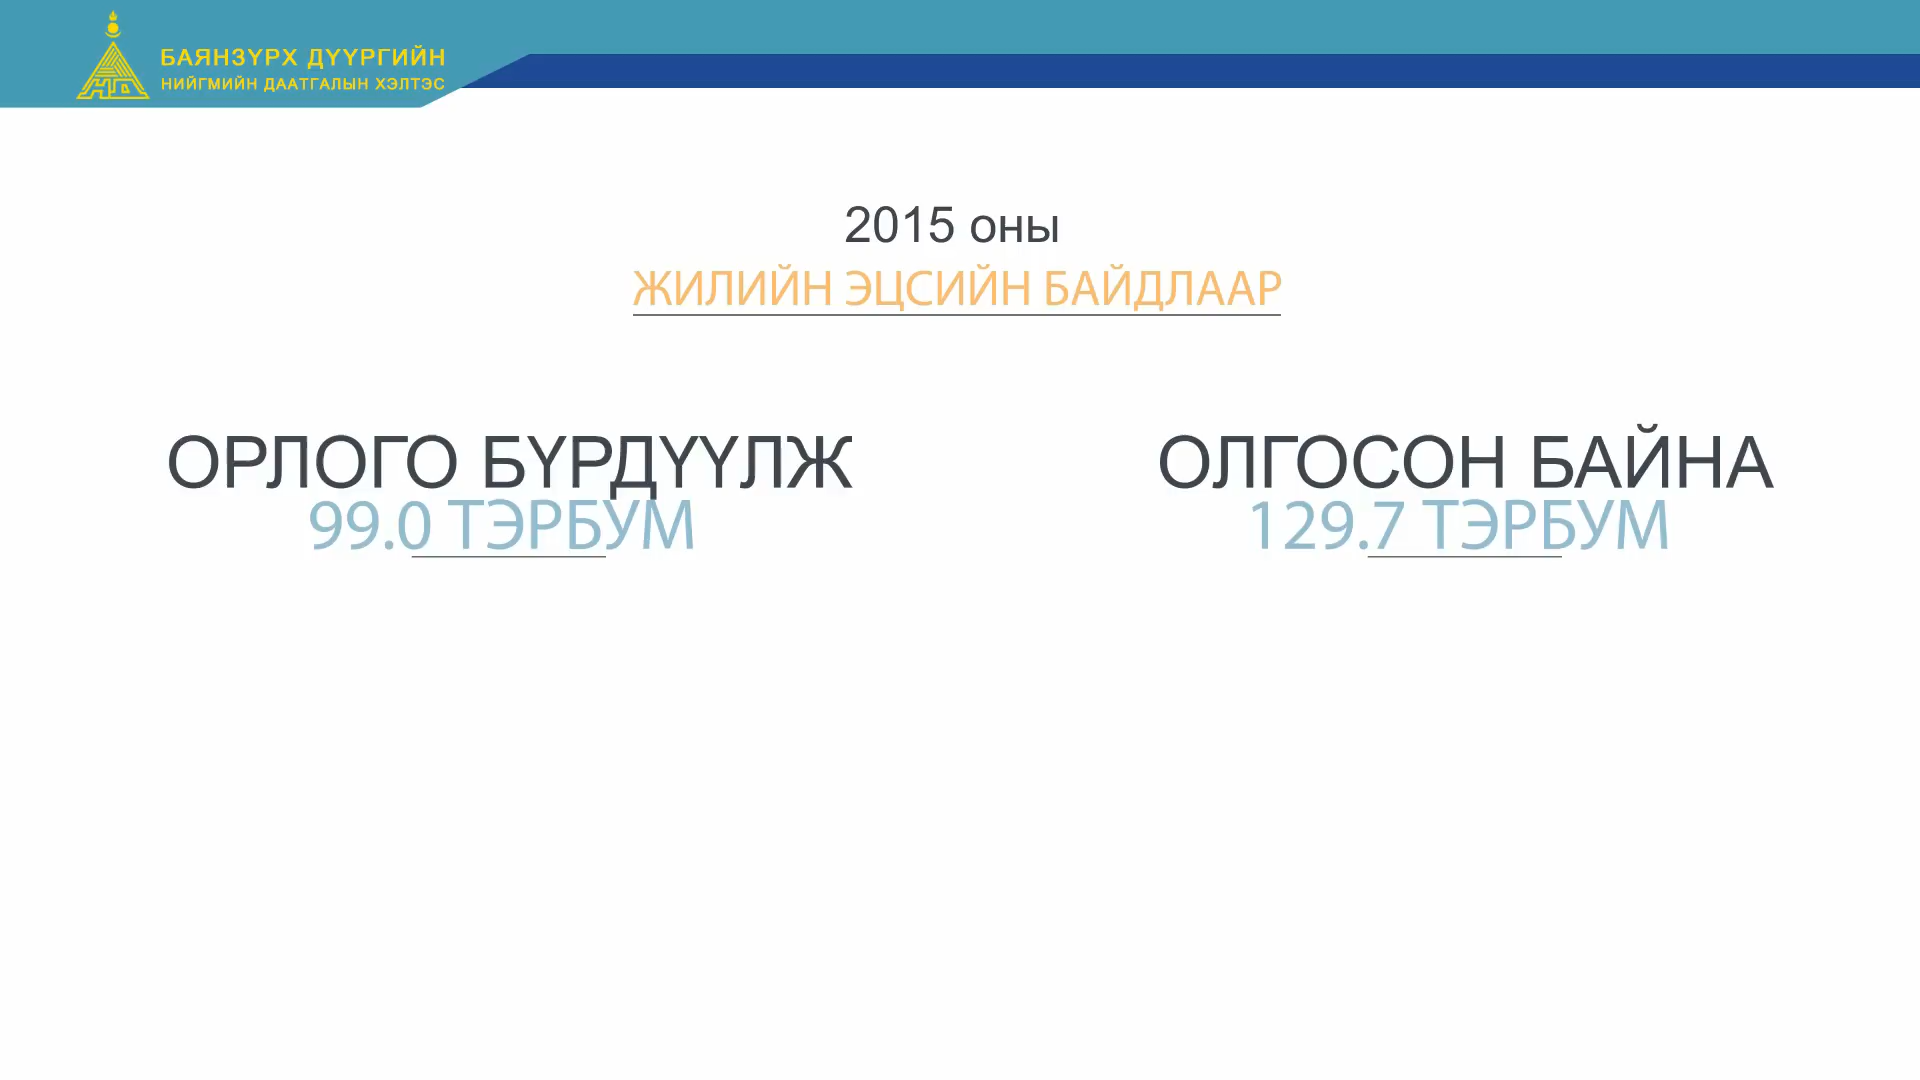 БАЯНЗҮРХ ДҮҮРГИЙН
НИЙГМИЙН ДААТГАЛЫН ХЭЛТЭС
2015 оны
ЖИЛИЙН ЭЦСИЙН БАЙДЛААР
ОРЛОГО БҮРДҮҮЛЖ
99.0 ТЭРБУМ
ОЛГОСОН БАЙНА
129.7 ТЭРБУМ